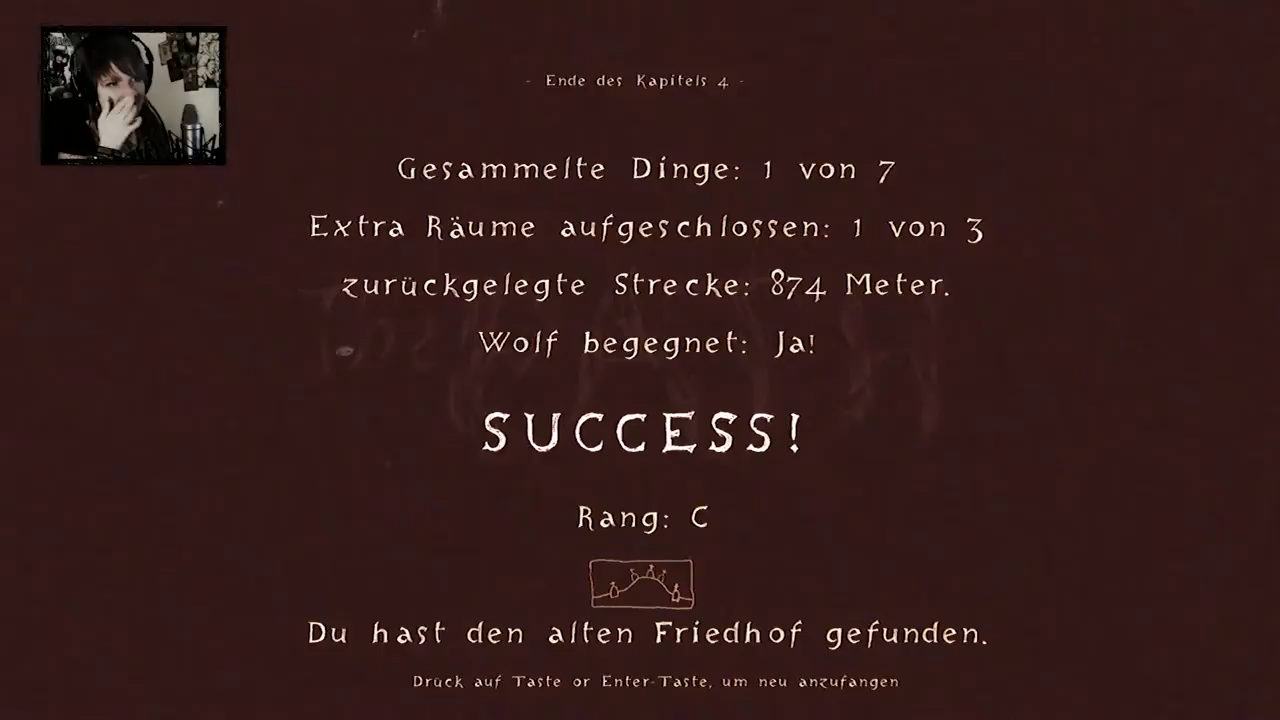 - Ende des Kapitels 4 -
Gesammelte Dinge: 1 von 7
Extra Räume aufgeschlossen: 1 von 3
zurückgelegte Strecke: 874 Meter.
Wolf begegnet: Ja!
SUCCESS!
Rang: C
Du hast den alten Friedhof gefunden.
Drück auf Taste or Enter-Taste, um neu anzufangen